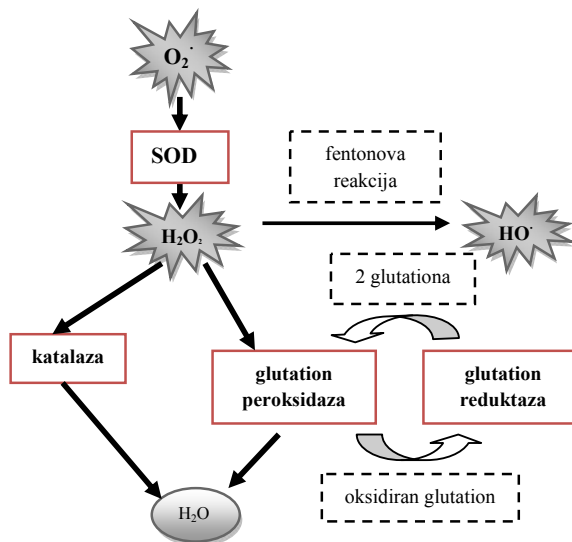 O₂˙
SOD
fentonova
reakcija
H₂O₂
HO˙
2 glutationa
katalaza
glutation
peroksidaza
glutation
reduktaza
oksidiran glutation
H₂O